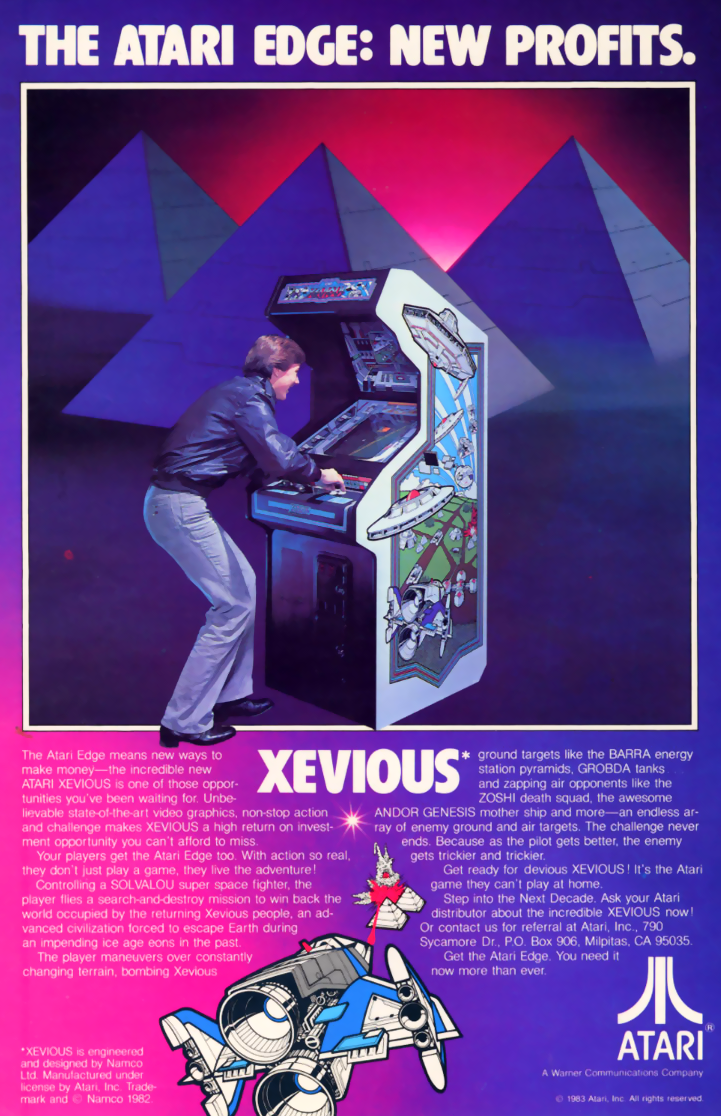 THE ATARI EDGE: NEW PROFITS.
XEVIOUS*
The Atari Edge means new ways to
make money—the incredible new
ATARI XEVIOUS is one of those oppor-
tunities you've been waiting for. Unbe-
lievable state-of-the-art video graphics, non-stop action
and challenge makes XEVIOUS a high return on invest-
ment opportunity you can't afford to miss.
Your players get the Atari Edge too. With action so real,
they don't just play a game, they live the adventure!
Controlling a SOLVALOU super space fighter, the
player flies a search-and-destroy mission to win back the
world occupied by the returning Xevious people, an ad-
vanced civilization forced to escape Earth during
an impending ice age eons in the past.
The player maneuvers over constantly
changing terrain, bombing Xevious
ground targets like the BARRA energy
station pyramids, GROBDA tanks
and zapping air opponents like the
ZOSHI death squad, the awesome
ANDOR GENESIS mother ship and more—an endless ar-
ray of enemy ground and air targets. The challenge never
ends. Because as the pilot gets better, the enemy
gets trickier and trickier.
Get ready for devious XEVIOUS! It's the Atari
game they can't play at home.
Step into the Next Decade. Ask your Atari
distributor about the incredible XEVIOUS now!
Or contact us for referral at Atari, Inc., 790
Sycamore Dr., P.O. Box 906, Milpitas, CA 95035.
Get the Atari Edge. You need it
now more than ever.
*XEVIOUS is engineered
and designed by Namco
Ltd. Manufactured under
license by Atari, Inc. Trade-
mark and © Namco 1982.
ATARI®
A Warner Communications Company
© 1983 Atari, Inc. All rights reserved.